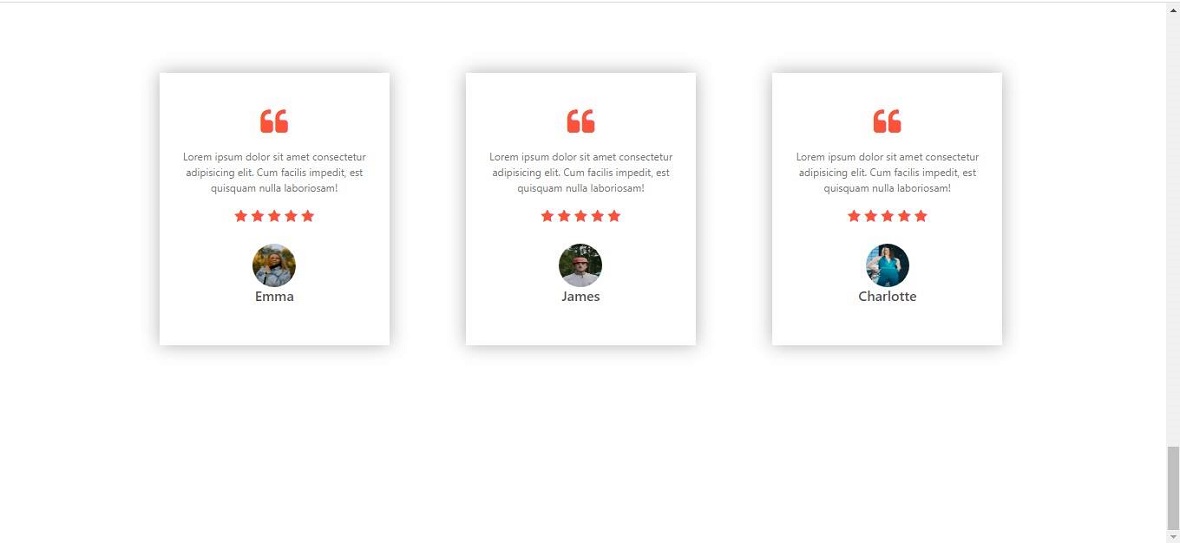 Lorem ipsum dolor sit amet consectetur
adipisicing elit. Cum facilis impedit, est
quisquam nulla laboriosam!
Emma
Lorem ipsum dolor sit amet consectetur
adipisicing elit. Cum facilis impedit, est
quisquam nulla laboriosam!
James
Lorem ipsum dolor sit amet consectetur
adipisicing elit. Cum facilis impedit, est
quisquam nulla laboriosam!
Charlotte